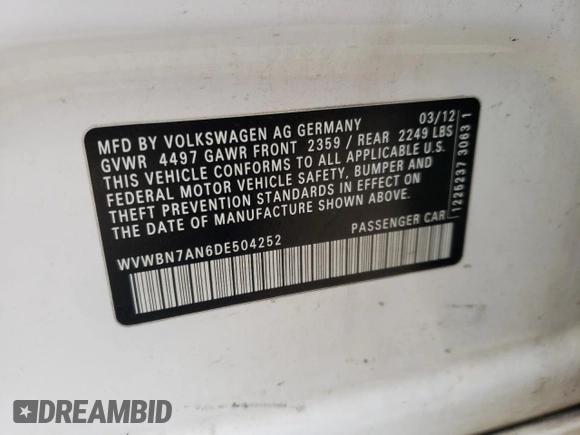 MFD BY VOLKSWAGEN AG GERMANY 03/12
GVWR 4497 GAWR FRONT 2359 / REAR 2249 LBS
THIS VEHICLE CONFORMS TO ALL APPLICABLE U.S.
FEDERAL MOTOR VEHICLE SAFETY, BUMPER AND
THEFT PREVENTION STANDARDS IN EFFECT ON
THE DATE OF MANUFACTURE SHOWN ABOVE.
WVWBN7AN6DE504252 PASSENGER CAR
1225237 3063 1
DREAMBID